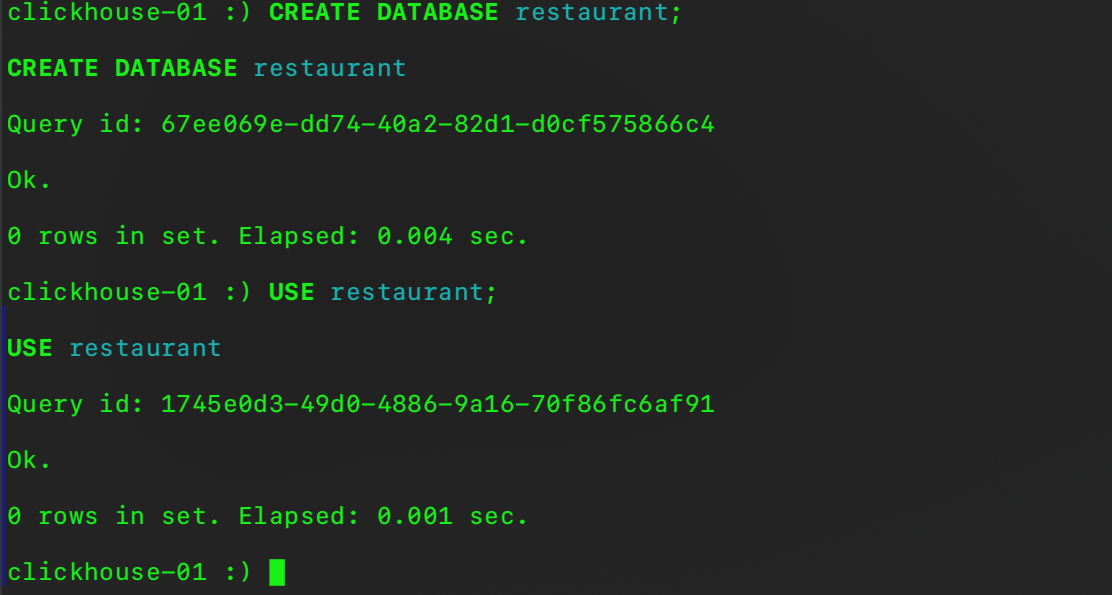 clickhouse-01 :) CREATE DATABASE restaurant;
CREATE DATABASE restaurant
Query id: 67ee069e-dd74-40a2-82d1-d0cf575866c4
Ok.
0 rows in set. Elapsed: 0.004 sec.
clickhouse-01 :) USE restaurant;
USE restaurant
Query id: 1745e0d3-49d0-4886-9a16-70f86fc6af91
Ok.
0 rows in set. Elapsed: 0.001 sec.
clickhouse-01 :)